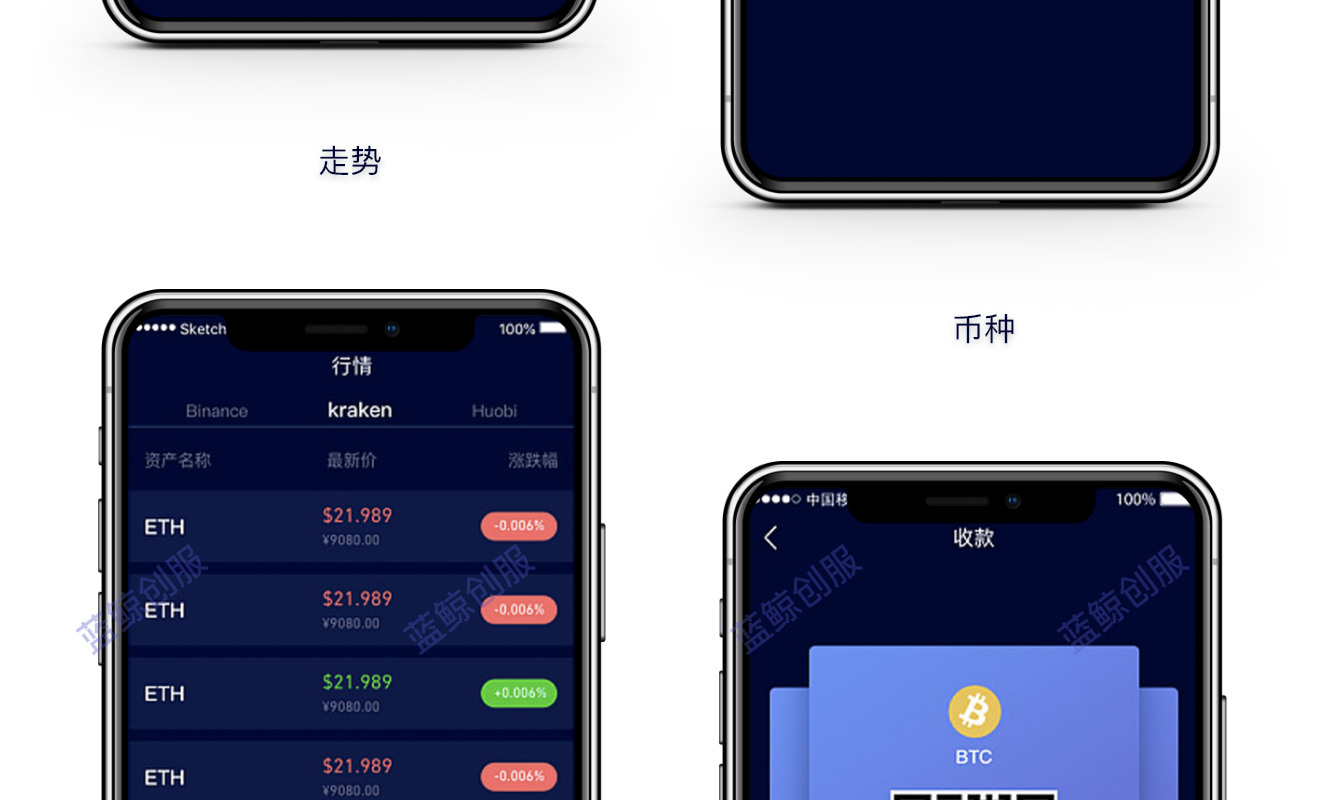 走势
币种
Sketch
100%
行情
Binance kraken Huobi
资产名称 最新价 涨跌幅
ETH $21.989 -0.006%
¥9080.00
ETH $21.989 -0.006%
¥9080.00
ETH $21.989 +0.006%
¥9080.00
ETH $21.989 -0.006%
¥9080.00
中国移
100%
收款
BTC
蓝鲸创服
蓝鲸创服
蓝鲸创服
蓝鲸创服